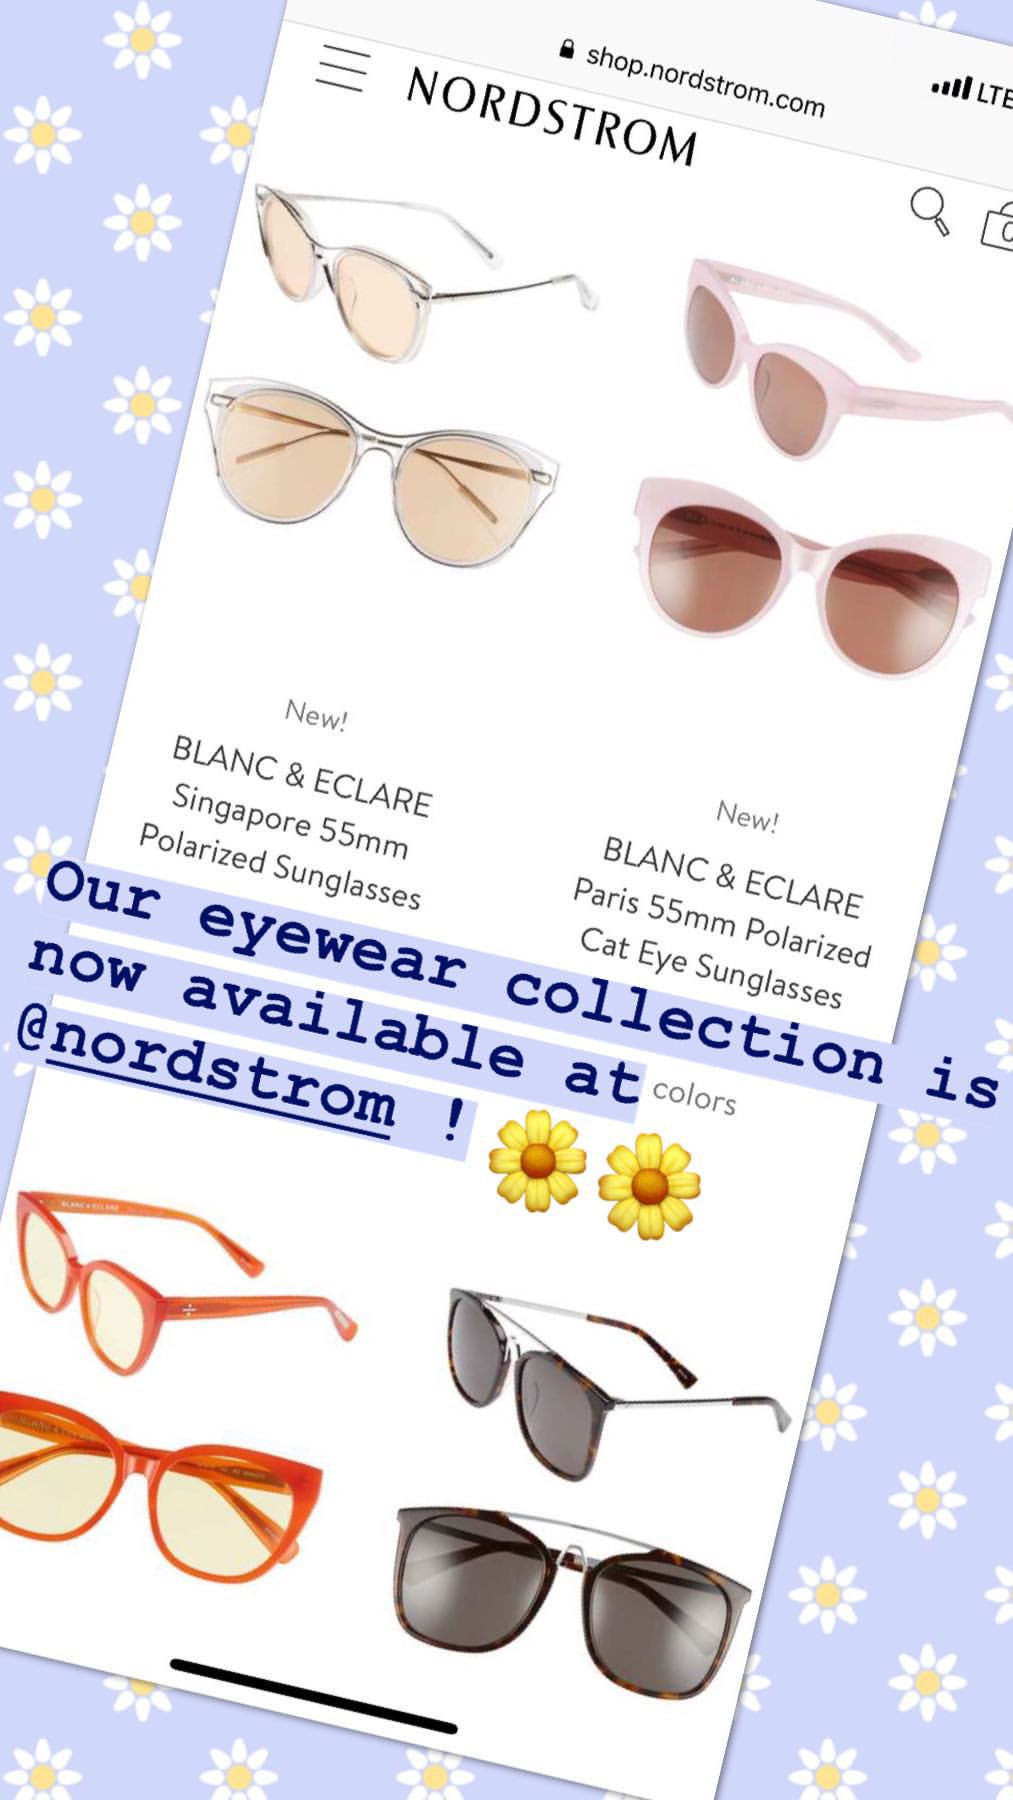 shop.nordstrom.com
LTE
NORDSTROM
0
New!
BLANC & ECLARE
Singapore 55mm
Polarized Sunglasses
New!
BLANC & ECLARE
Paris 55mm Polarized
Cat Eye Sunglasses
Our eyewear collection is
now available at
@nordstrom !
colors
BLANC & ECLARE